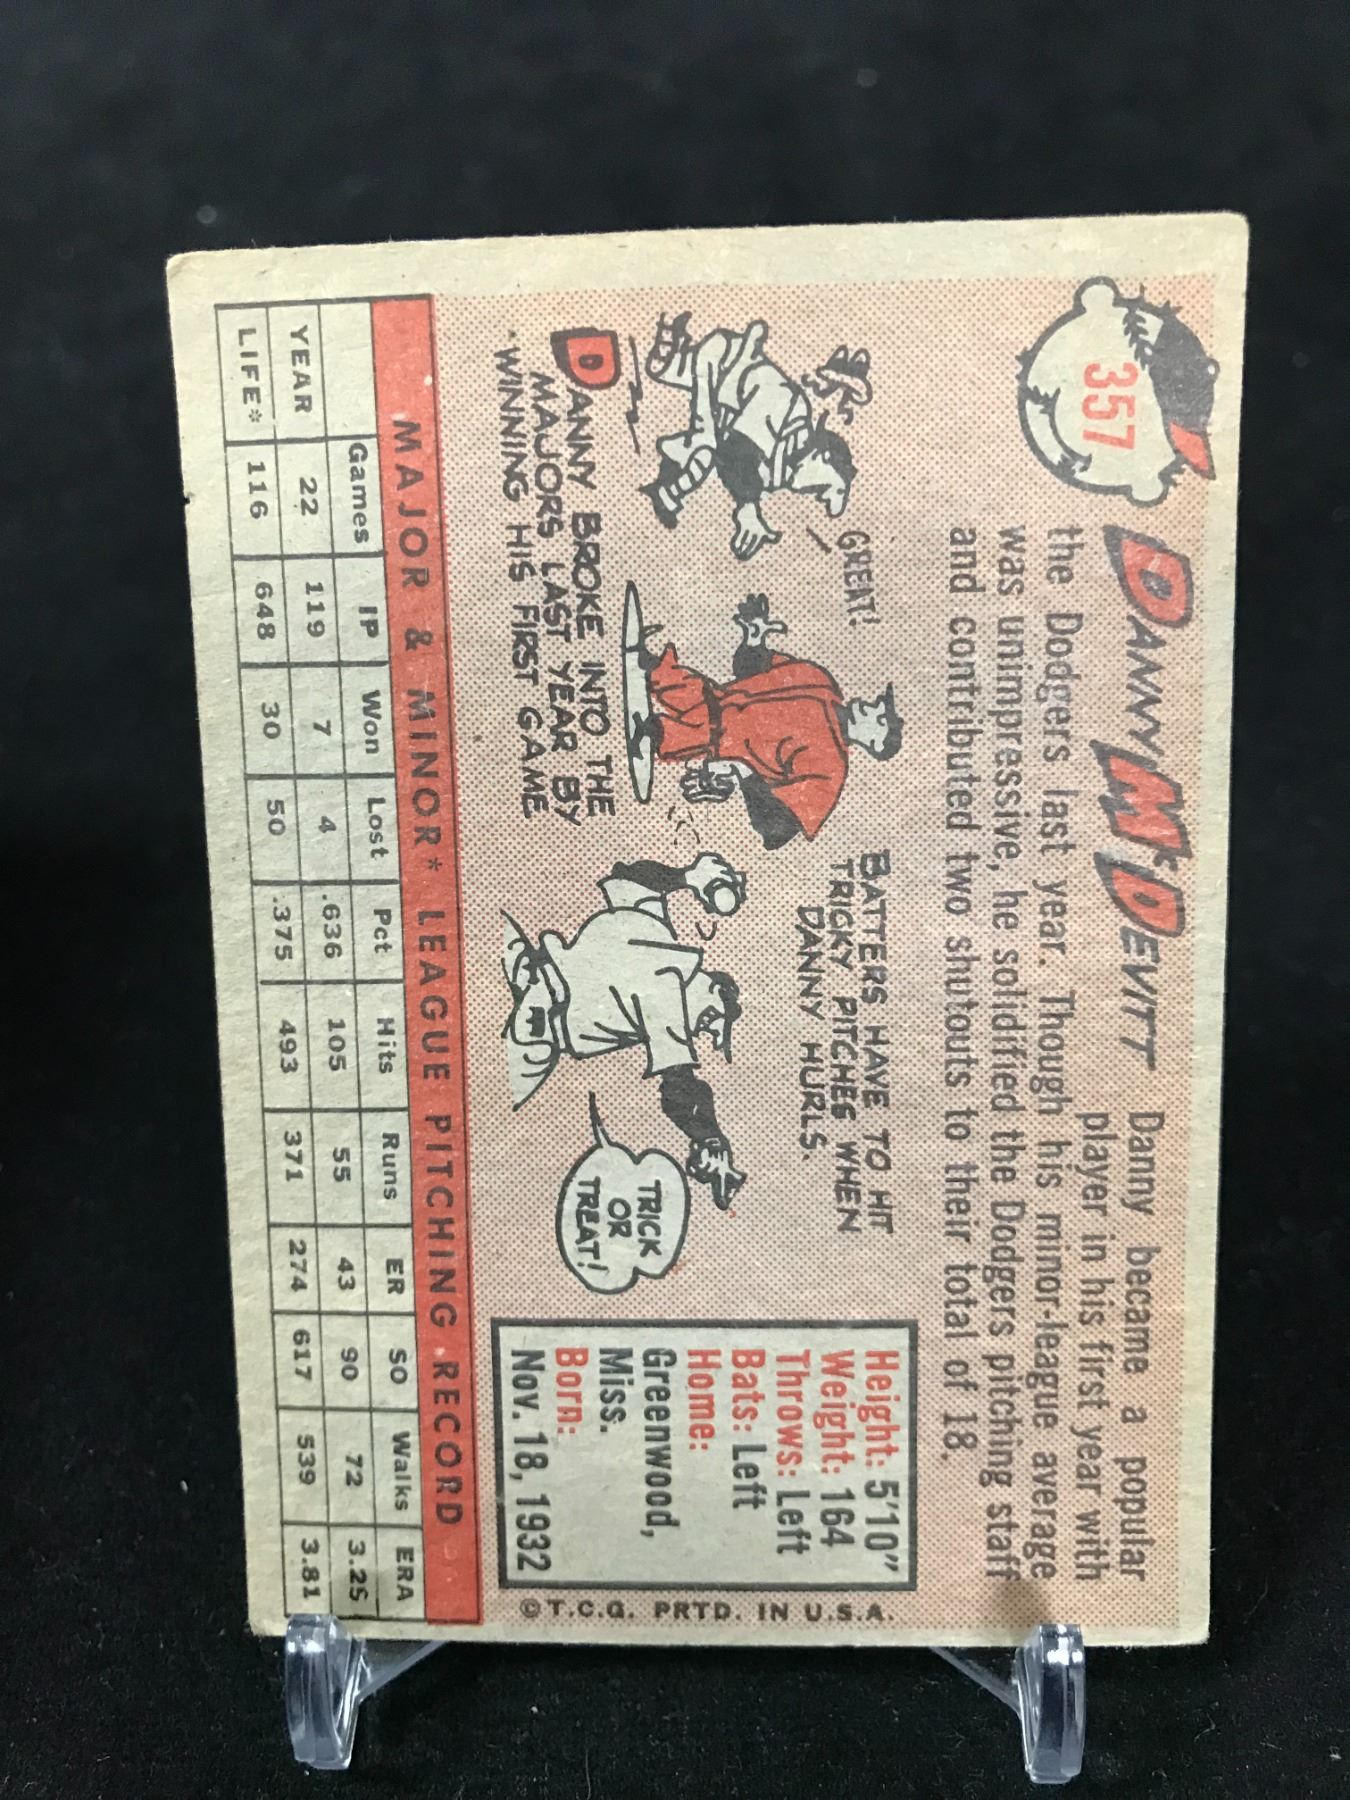 357
DANNY McDEVITT
Danny became a popular
player in his first year with
the Dodgers last year. Though his minor-league average
was unimpressive, he solidified the Dodgers pitching staff
and contributed two shutouts to their total of 18.
GREAT!
DANNY BROKE INTO THE
MAJORS LAST YEAR BY
WINNING HIS FIRST GAME
BATTERS HAVE TO HIT
TRICKY PITCHES WHEN
DANNY HURLS.
TRICK
OR
TREAT!
Height: 5'10"
Weight: 164
Throws: Left
Bats: Left
Home:
Greenwood,
Miss.
Born:
Nov. 18, 1932
©T.C.G. PRTD. IN U.S.A.
MAJOR & MINOR* LEAGUE PITCHING RECORD
Games IP Won Lost Pct Hits Runs ER SO Walks ERA
YEAR 22 119 7 4 .636 105 55 43 90 72 3.25
LIFE* 116 648 30 50 .375 493 371 274 617 539 3.81